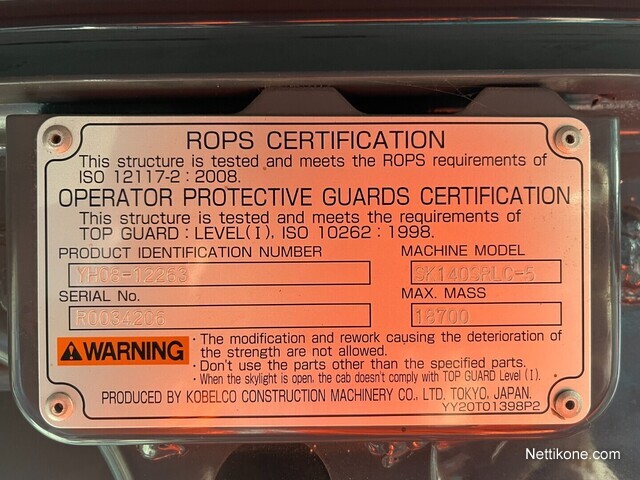 ROPS CERTIFICATION
This structure is tested and meets the ROPS requirements of
ISO 12117-2 : 2008.
OPERATOR PROTECTIVE GUARDS CERTIFICATION
This structure is tested and meets the requirements of
TOP GUARD : LEVEL(I), ISO 10262 : 1998.
PRODUCT IDENTIFICATION NUMBER
YH08-12263
MACHINE MODEL
SK140SRLC-5
SERIAL No.
R0034206
MAX. MASS
16700
WARNING
· The modification and rework causing the deterioration of
the strength are not allowed.
· Don't use the parts other than the specified parts.
· When the skylight is open, the cab doesn't comply with TOP GUARD Level (I).
PRODUCED BY KOBELCO CONSTRUCTION MACHINERY CO., LTD. TOKYO, JAPAN.
YY20T01398P2
Nettikone.com